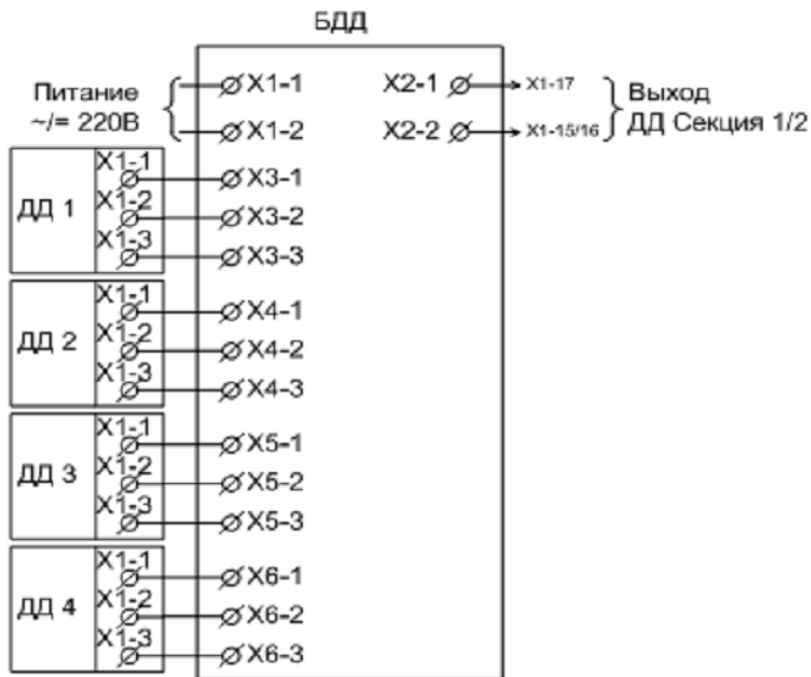 БДД
Питание
~/= 220В
X1-1
X1-2
X2-1
X2-2
X1-17
X1-15/16
Выход
ДД Секция 1/2
ДД 1
X1-1
X1-2
X1-3
X3-1
X3-2
X3-3
ДД 2
X1-1
X1-2
X1-3
X4-1
X4-2
X4-3
ДД 3
X1-1
X1-2
X1-3
X5-1
X5-2
X5-3
ДД 4
X1-1
X1-2
X1-3
X6-1
X6-2
X6-3